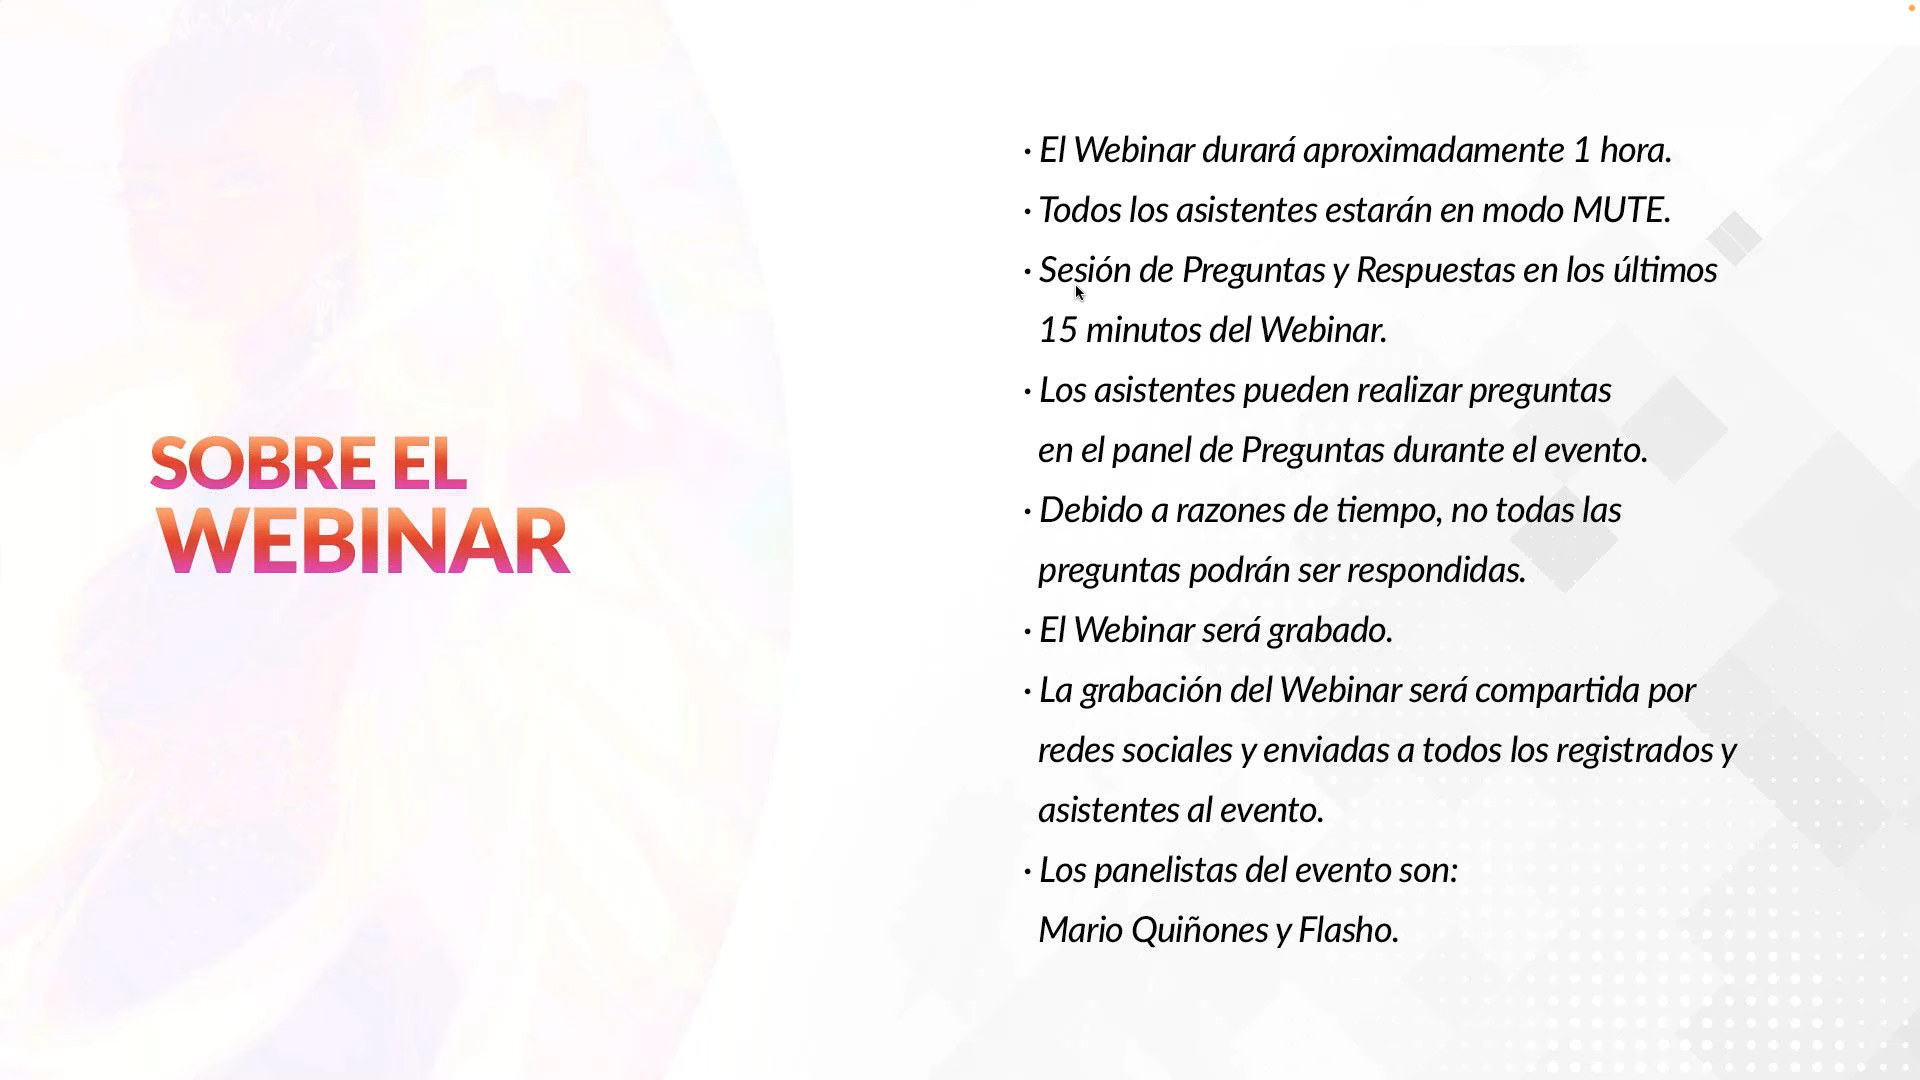 SOBRE EL
WEBINAR
· El Webinar durará aproximadamente 1 hora.
· Todos los asistentes estarán en modo MUTE.
· Sesión de Preguntas y Respuestas en los últimos
15 minutos del Webinar.
· Los asistentes pueden realizar preguntas
en el panel de Preguntas durante el evento.
· Debido a razones de tiempo, no todas las
preguntas podrán ser respondidas.
· El Webinar será grabado.
· La grabación del Webinar será compartida por
redes sociales y enviadas a todos los registrados y
asistentes al evento.
· Los panelistas del evento son:
Mario Quiñones y Flasho.